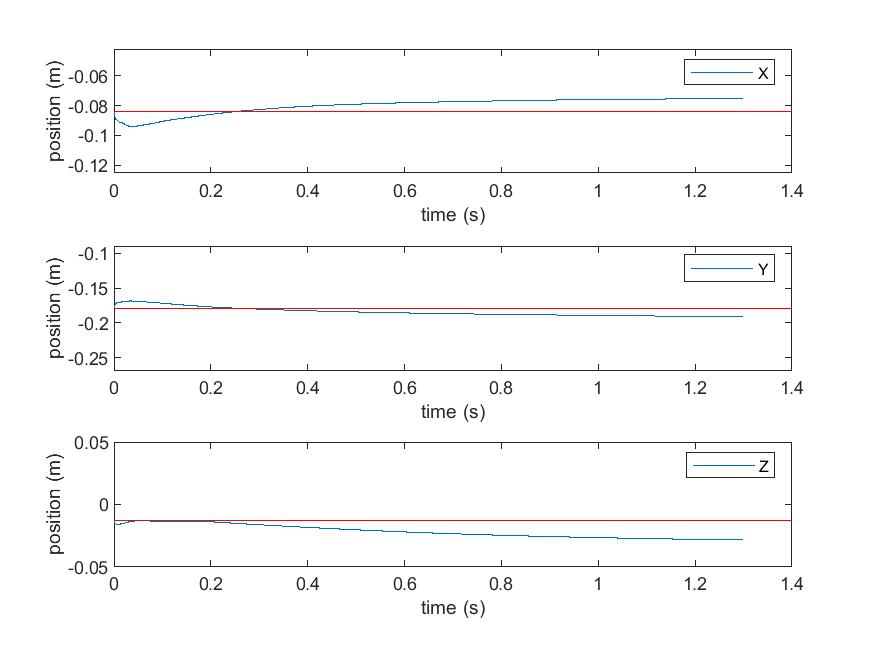 position (m)
-0.06
-0.08
-0.1
-0.12
X
0 0.2 0.4 0.6 0.8 1 1.2 1.4
time (s)
position (m)
-0.1
-0.15
-0.2
-0.25
Y
0 0.2 0.4 0.6 0.8 1 1.2 1.4
time (s)
position (m)
0.05
0
-0.05
Z
0 0.2 0.4 0.6 0.8 1 1.2 1.4
time (s)